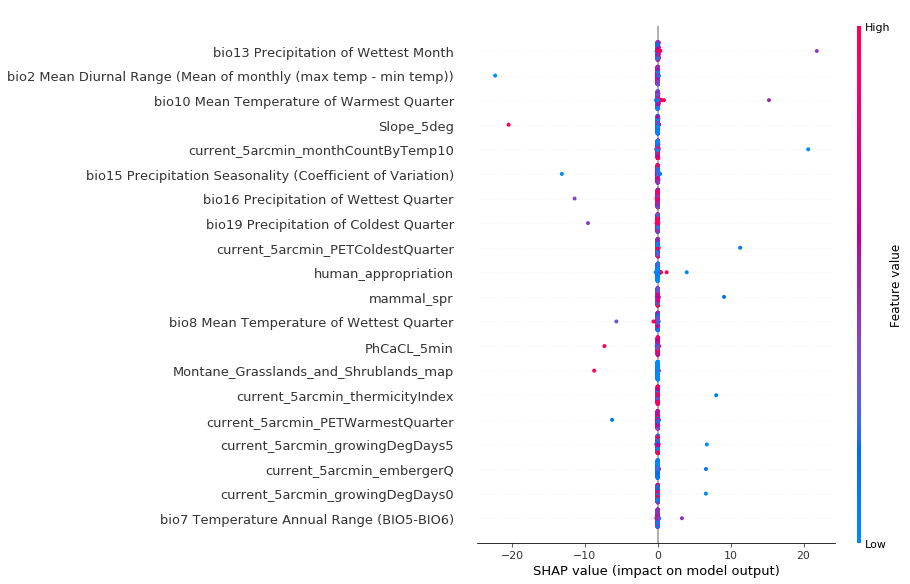 High
bio13 Precipitation of Wettest Month
bio2 Mean Diurnal Range (Mean of monthly (max temp - min temp))
bio10 Mean Temperature of Warmest Quarter
Slope_5deg
current_5arcmin_monthCountByTemp10
bio15 Precipitation Seasonality (Coefficient of Variation)
bio16 Precipitation of Wettest Quarter
bio19 Precipitation of Coldest Quarter
current_5arcmin_PETColdestQuarter
human_appropriation
mammal_spr
bio8 Mean Temperature of Wettest Quarter
PhCaCL_5min
Montane_Grasslands_and_Shrublands_map
current_5arcmin_thermicityIndex
current_5arcmin_PETWarmestQuarter
current_5arcmin_growingDegDays5
current_5arcmin_embergerQ
current_5arcmin_growingDegDays0
bio7 Temperature Annual Range (BIO5-BIO6)
Feature value
Low
−20 −10 0 10 20
SHAP value (impact on model output)